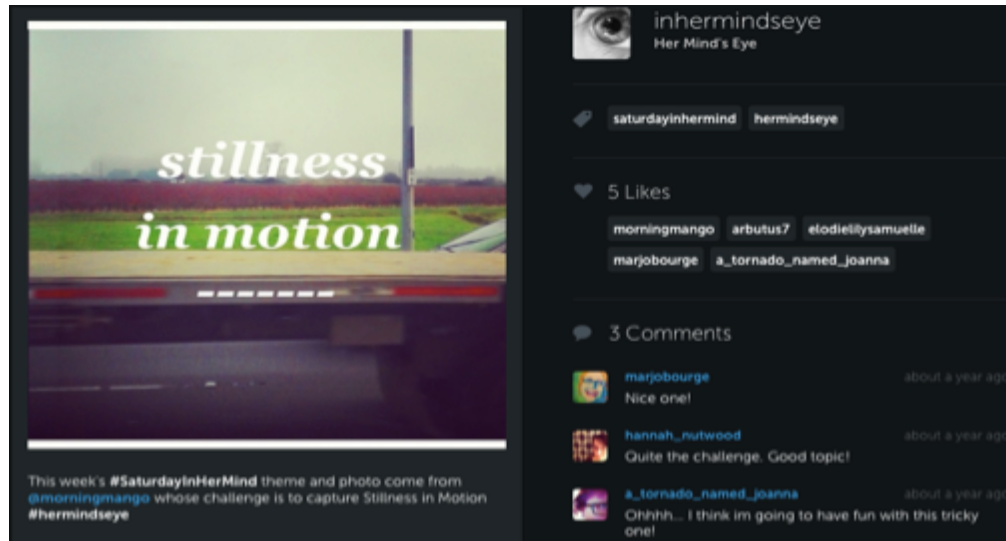 stillness
in motion
This week's #SaturdayInHerMind theme and photo come from
@morningmango whose challenge is to capture Stillness in Motion
#hermindseye
inhermindseye
Her Mind's Eye
saturdayinhermind hermindseye
5 Likes
morningmango arbutus7 elodielilysamuelle
marjobourge a_tornado_named_joanna
3 Comments
marjobourge about a year ago
Nice one!
hannah_nutwood about a year ago
Quite the challenge. Good topic!
a_tornado_named_joanna about a year ago
Ohhhh... I think im going to have fun with this tricky
one!